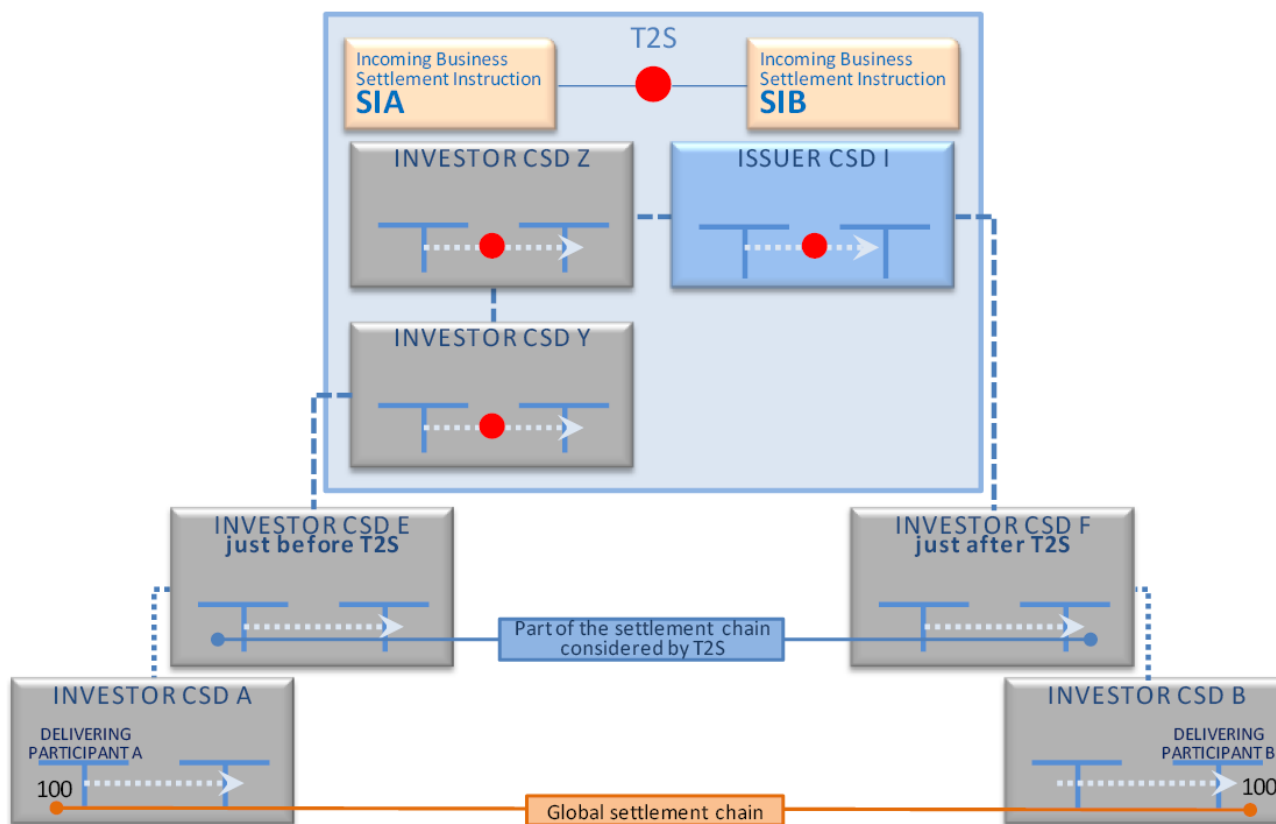 T2S
Incoming Business
Settlement Instruction
SIA
Incoming Business
Settlement Instruction
SIB
INVESTOR CSD Z
ISSUER CSD I
INVESTOR CSD Y
INVESTOR CSD E
just before T2S
INVESTOR CSD F
just after T2S
Part of the settlement chain
considered by T2S
INVESTOR CSD A
DELIVERING
PARTICIPANT A
100
INVESTOR CSD B
DELIVERING
PARTICIPANT B
100
Global settlement chain